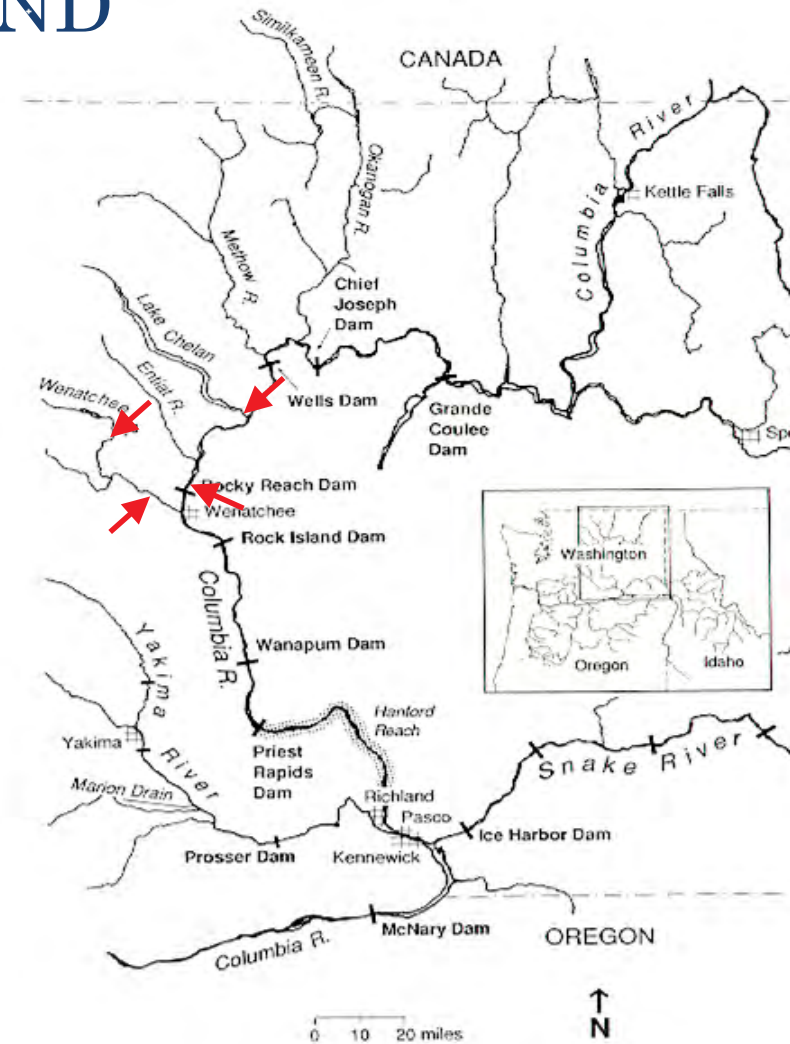 ND
CANADA
Similkameen R.
Okanogan R.
Columbia River
Kettle Falls
Methow R.
Chief
Joseph
Dam
Lake Chelan
Entiat R.
Wenatchee
Wells Dam
Grande
Coulee
Dam
Spo
Rocky Reach Dam
Wenatchee
Rock Island Dam
Columbia R.
Washington
Oregon
Idaho
Wanapum Dam
Yakima River
Yakima
Hanford
Reach
Priest
Rapids
Dam
Snake River
Marion Drain
Richland
Pasco
Ice Harbor Dam
Prosser Dam
Kennewick
McNary Dam
Columbia R.
OREGON
N
0 10 20 miles